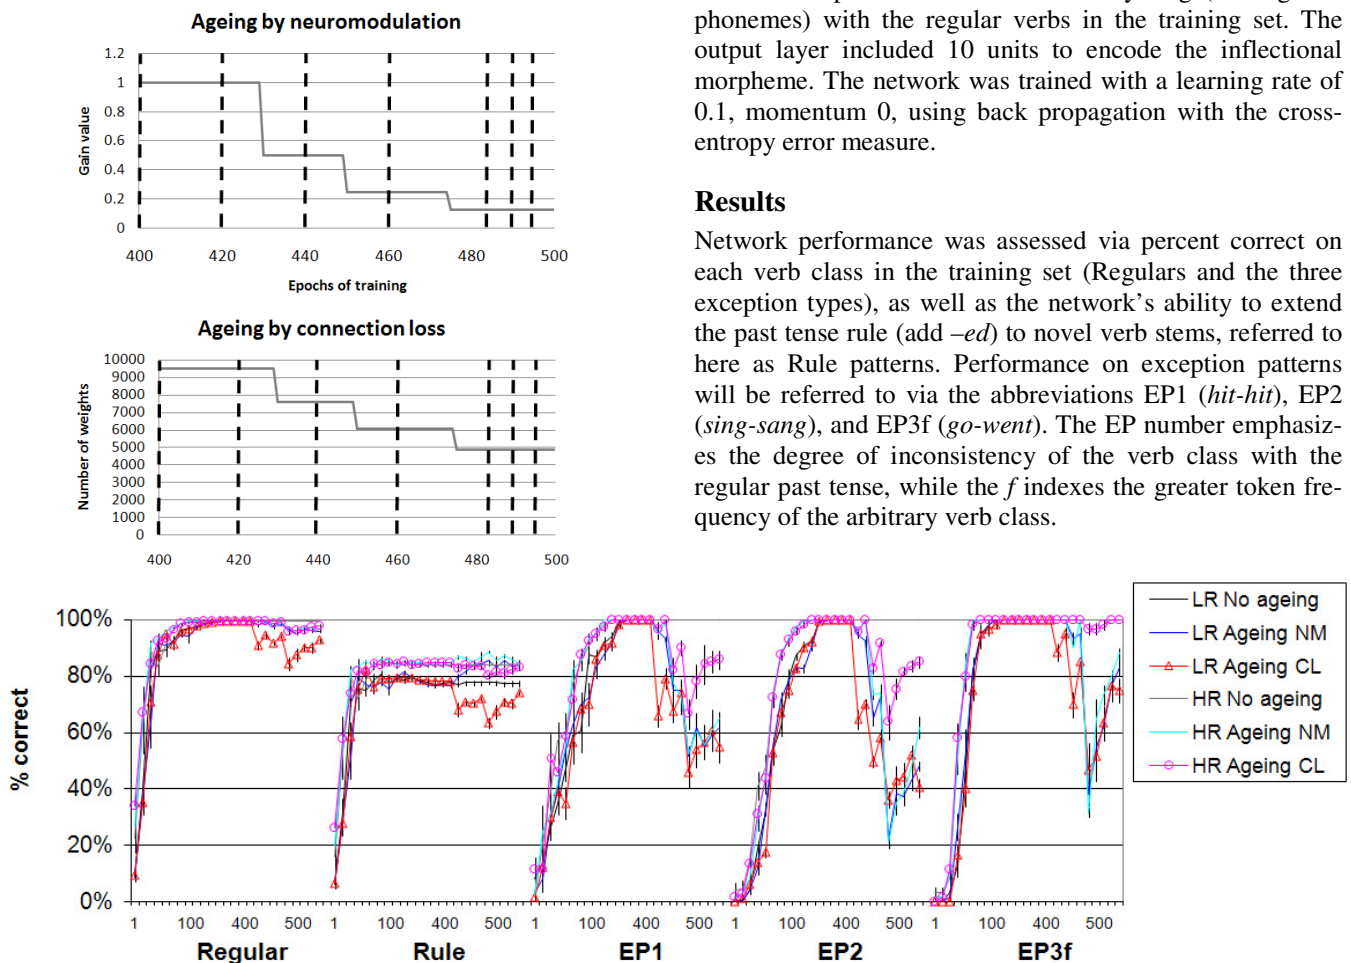 Ageing by neuromodulation
1.2
1
0.8
0.6
0.4
0.2
0
Gain value
400 420 440 460 480 500
Epochs of training
Ageing by connection loss
10000
9000
8000
7000
6000
5000
4000
3000
2000
1000
0
Number of weights
400 420 440 460 480 500
phonemes) with the regular verbs in the training set. The
output layer included 10 units to encode the inflectional
morpheme. The network was trained with a learning rate of
0.1, momentum 0, using back propagation with the cross-
entropy error measure.
Results
Network performance was assessed via percent correct on
each verb class in the training set (Regulars and the three
exception types), as well as the network's ability to extend
the past tense rule (add –ed) to novel verb stems, referred to
here as Rule patterns. Performance on exception patterns
will be referred to via the abbreviations EP1 (hit-hit), EP2
(sing-sang), and EP3f (go-went). The EP number emphasiz-
es the degree of inconsistency of the verb class with the
regular past tense, while the f indexes the greater token fre-
quency of the arbitrary verb class.
100%
80%
60%
40%
20%
0%
% correct
1 100 400 500 1 100 400 500 1 100 400 500 1 100 400 500 1 100 400 500
Regular Rule EP1 EP2 EP3f
LR No ageing
LR Ageing NM
LR Ageing CL
HR No ageing
HR Ageing NM
HR Ageing CL